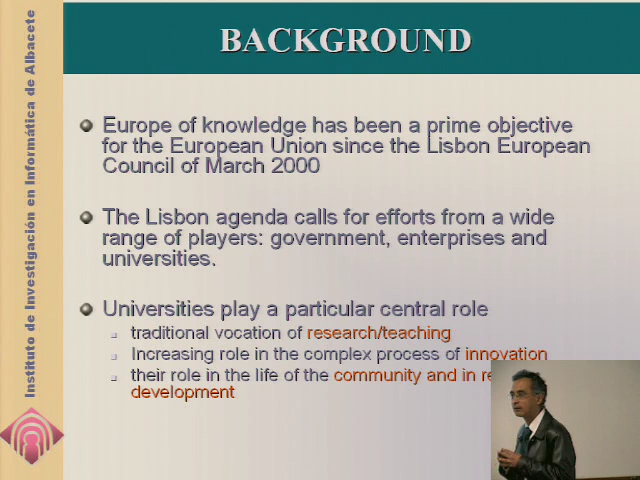 BACKGROUND
Europe of knowledge has been a prime objective
for the European Union since the Lisbon European
Council of March 2000
The Lisbon agenda calls for efforts from a wide
range of players: government, enterprises and
universities.
Universities play a particular central role
traditional vocation of research/teaching
Increasing role in the complex process of innovation
their role in the life of the community and in
development
Instituto de Investigación en Informática de Albacete